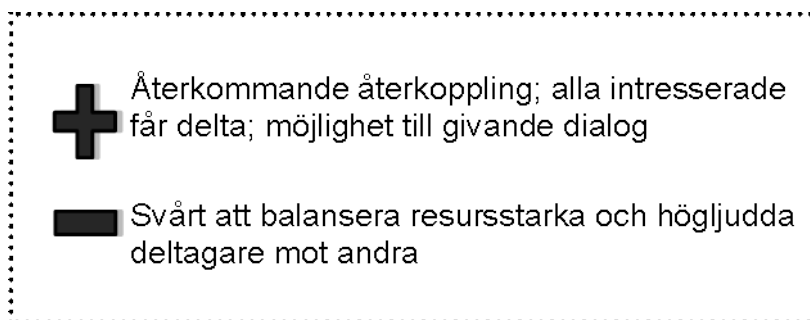 Återkommande återkoppling; alla intresserade
får delta; möjlighet till givande dialog
Svårt att balansera resursstarka och högljudda
deltagare mot andra